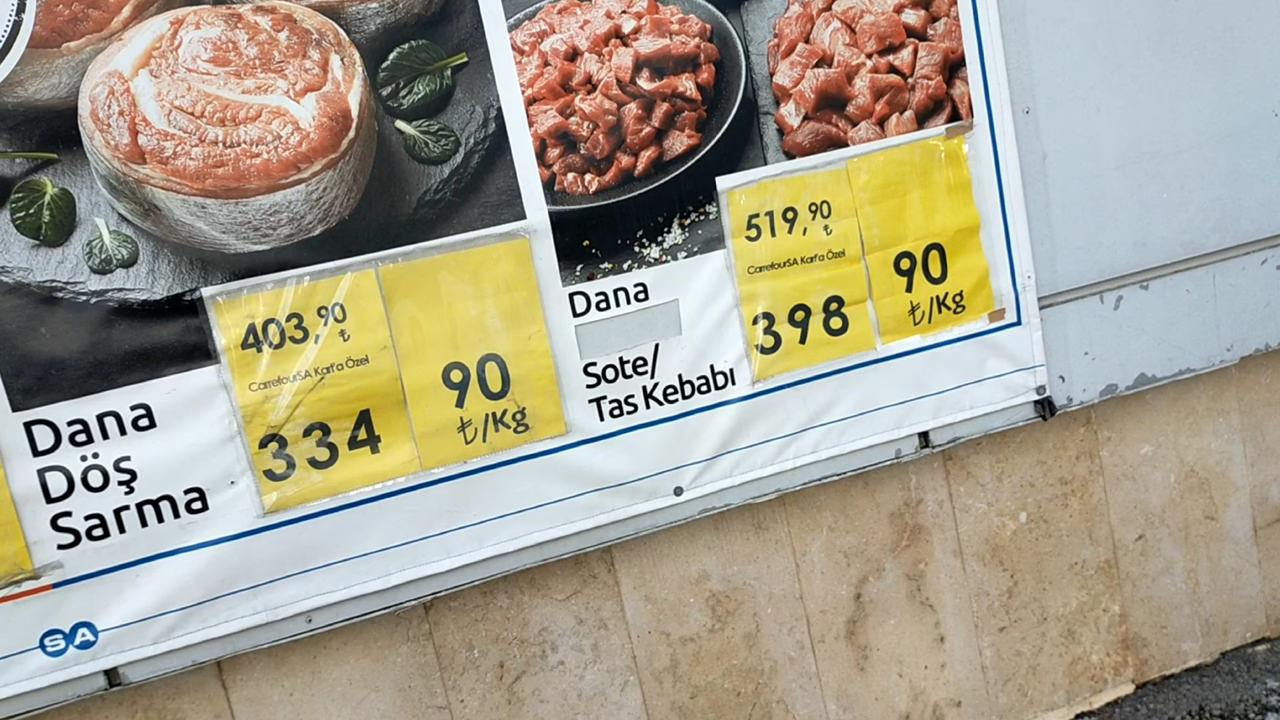 Dana
Döş
Sarma
403,90
₺
CarrefourSA Kart'a Özel
334 90
₺/Kg
Dana
Sote/
Tas Kebabı
519,90
₺
CarrefourSA Kart'a Özel
398 90
₺/Kg
SA